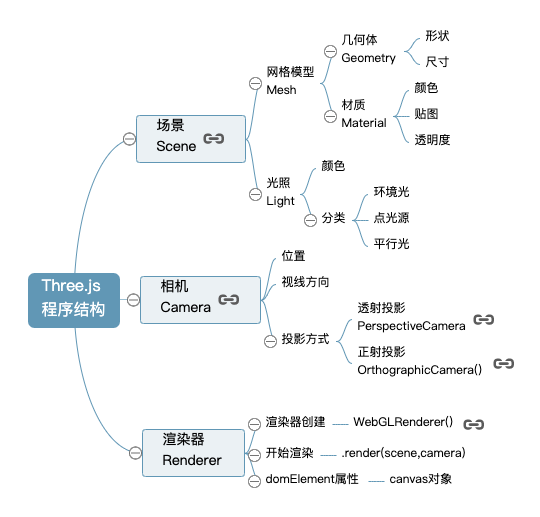 Three.js
程序结构
场景
Scene
网格模型
Mesh
几何体
Geometry
形状
尺寸
材质
Material
颜色
贴图
透明度
光照
Light
颜色
分类
环境光
点光源
平行光
相机
Camera
位置
视线方向
投影方式
透射投影
PerspectiveCamera
正射投影
OrthographicCamera()
渲染器
Renderer
渲染器创建
WebGLRenderer()
开始渲染
.render(scene,camera)
domElement属性
canvas对象